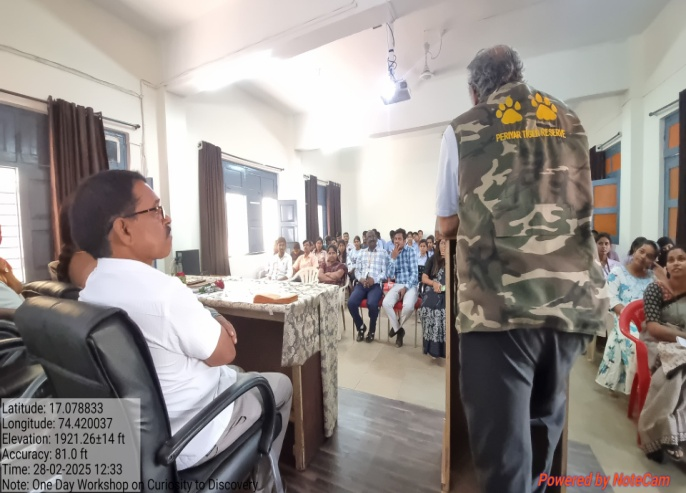 PERIYAR TIGER RESERVE
Latitude: 17.078833
Longitude: 74.420037
Elevation: 1921.26±14 ft
Accuracy: 81.0 ft
Time: 28-02-2025 12:33
Note: One Day Workshop on Curiosity to Discovery
Powered by NoteCam